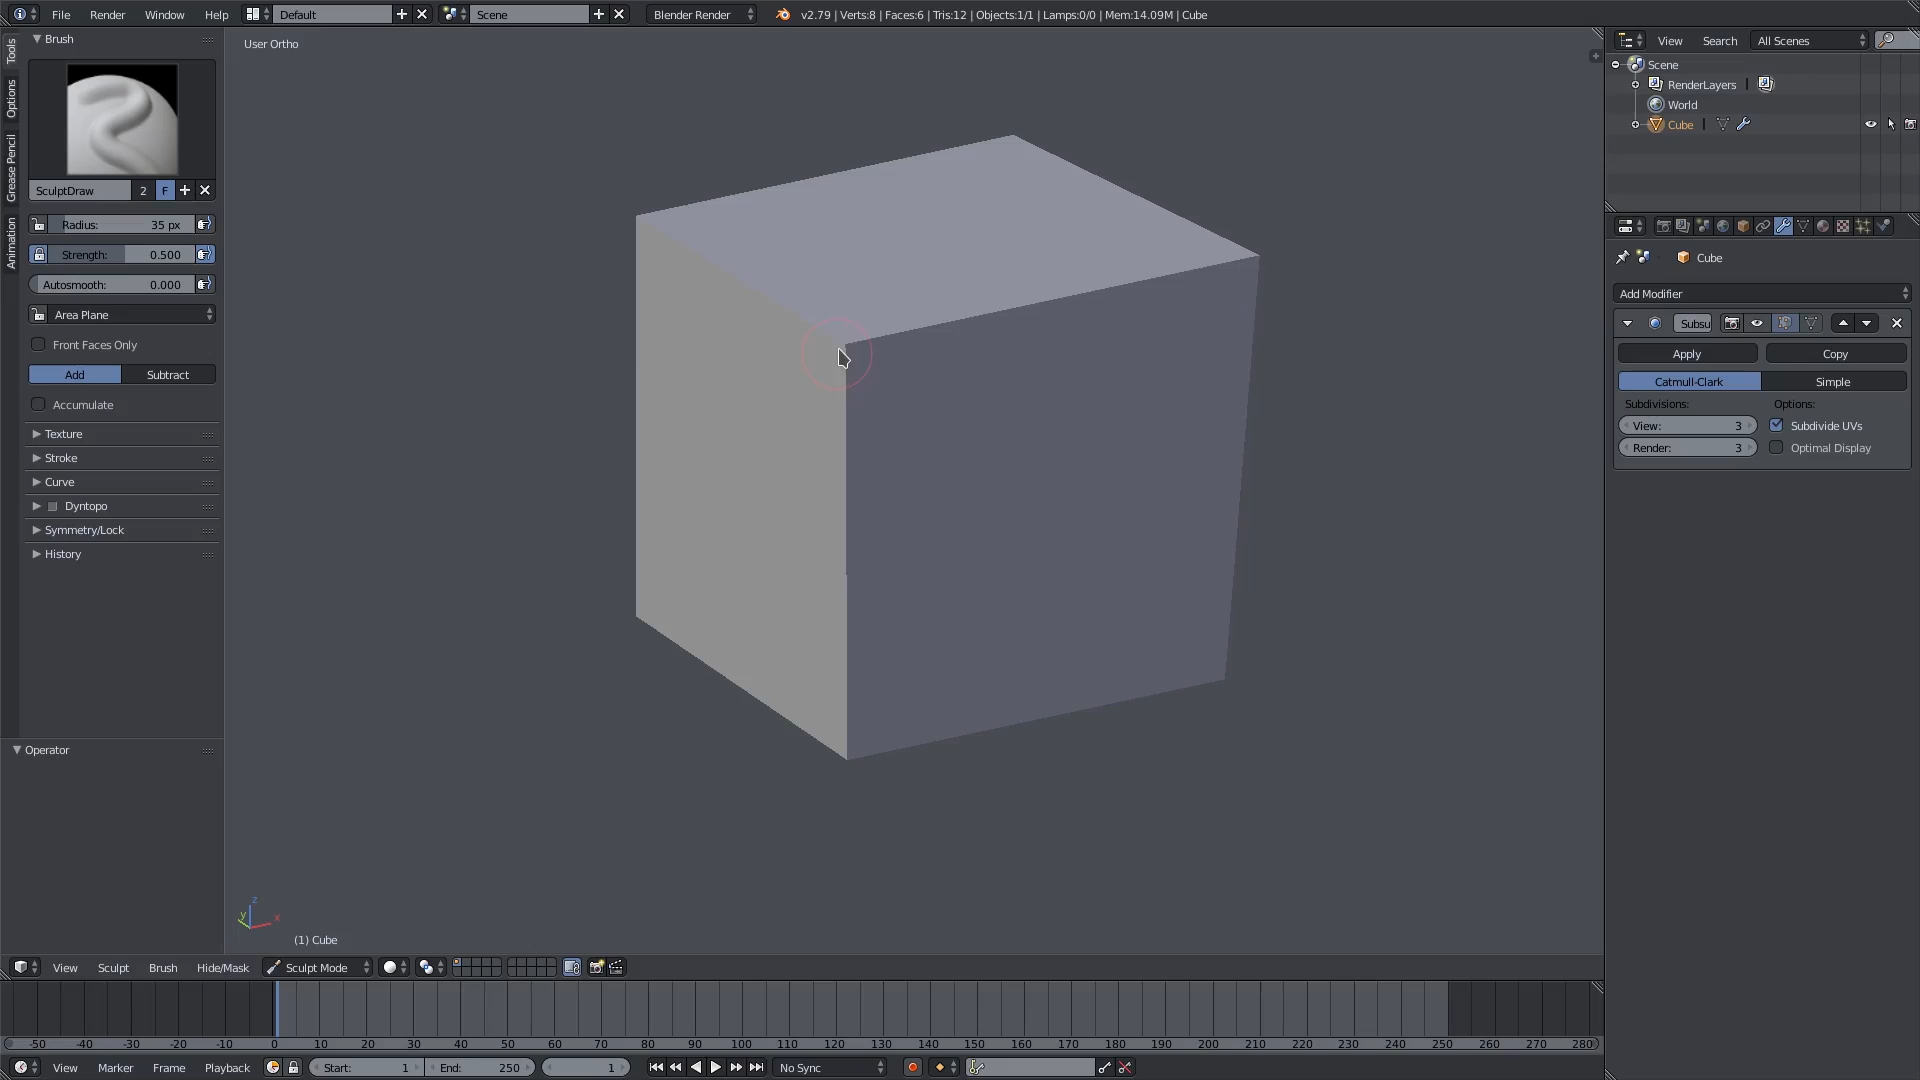 File Render Window Help Default Scene Blender Render v2.79 | Verts:8 | Faces:6 | Tris:12 | Objects:1/1 | Lamps:0/0 | Mem:14.09M | Cube
Tools
Options
Grease Pencil
Animation
Brush
SculptDraw 2 F
Radius: 35 px
Strength: 0.500
Autosmooth: 0.000
Area Plane
Front Faces Only
Add Subtract
Accumulate
Texture
Stroke
Curve
Dyntopo
Symmetry/Lock
History
Operator
User Ortho
z
y
x
(1) Cube
View Search All Scenes
Scene
RenderLayers |
World
Cube |
Cube
Add Modifier
Subsu
Apply Copy
Catmull-Clark Simple
Subdivisions: Options:
View: 3 Subdivide UVs
Render: 3 Optimal Display
View Sculpt Brush Hide/Mask Sculpt Mode
-50 -40 -30 -20 -10 0 10 20 30 40 50 60 70 80 90 100 110 120 130 140 150 160 170 180 190 200 210 220 230 240 250 260 270 280
View Marker Frame Playback Start: 1 End: 250 1 No Sync